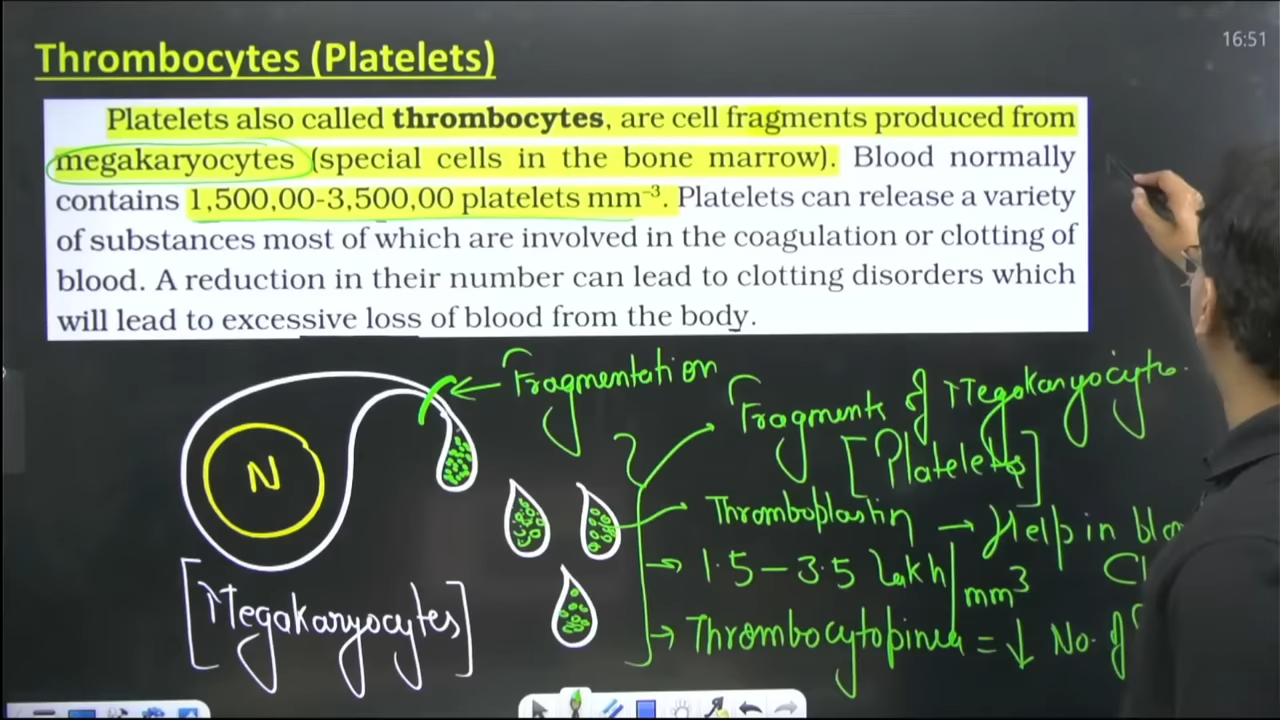 16:51
Thrombocytes (Platelets)
Platelets also called thrombocytes, are cell fragments produced from
megakaryocytes (special cells in the bone marrow). Blood normally
contains 1,500,00-3,500,00 platelets mm⁻³. Platelets can release a variety
of substances most of which are involved in the coagulation or clotting of
blood. A reduction in their number can lead to clotting disorders which
will lead to excessive loss of blood from the body.
Fragmentation
N
[Megakaryocytes]
Fragments of Megakaryocyte.
[Platelets]
Thromboplastin → Help in
→ 1.5 – 3.5 Lakh/mm³
→ Thrombocytopinia = ↓ No. of